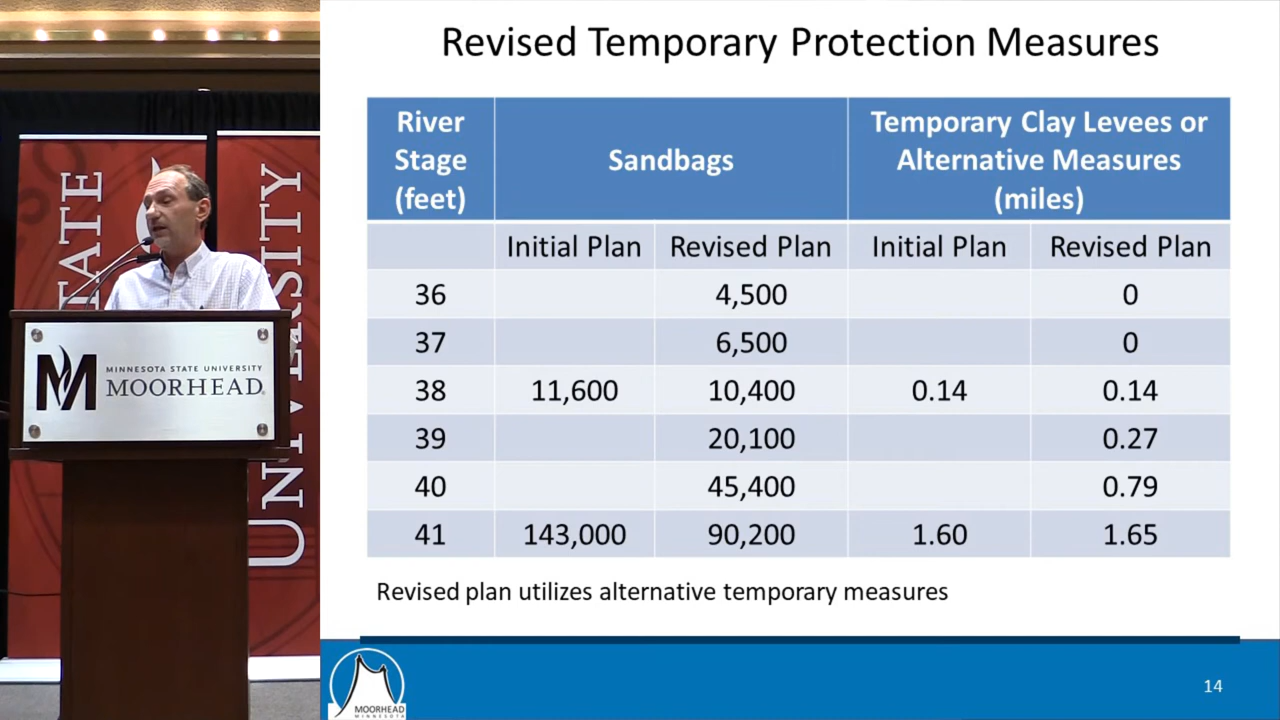 Revised Temporary Protection Measures
River
Stage
(feet)
Sandbags
Temporary Clay Levees or
Alternative Measures
(miles)
Initial Plan Revised Plan Initial Plan Revised Plan
36 4,500 0
37 6,500 0
38 11,600 10,400 0.14 0.14
39 20,100 0.27
40 45,400 0.79
41 143,000 90,200 1.60 1.65
Revised plan utilizes alternative temporary measures
MOORHEAD
MINNESOTA
14
STATE
UNIVERSITY
M
MINNESOTA STATE UNIVERSITY
MOORHEAD